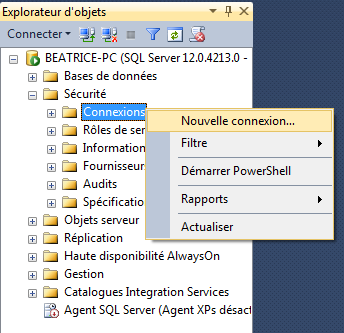 Explorateur d'objets
Connecter
BEATRICE-PC (SQL Server 12.0.4213.0 -
Bases de données
Sécurité
Connexions
Nouvelle connexion...
Rôles de ser
Filtre
Information
Fournisseur
Démarrer PowerShell
Audits
Rapports
Spécification
Objets serveur
Actualiser
Réplication
Haute disponibilité AlwaysOn
Gestion
Catalogues Integration Services
Agent SQL Server (Agent XPs désact